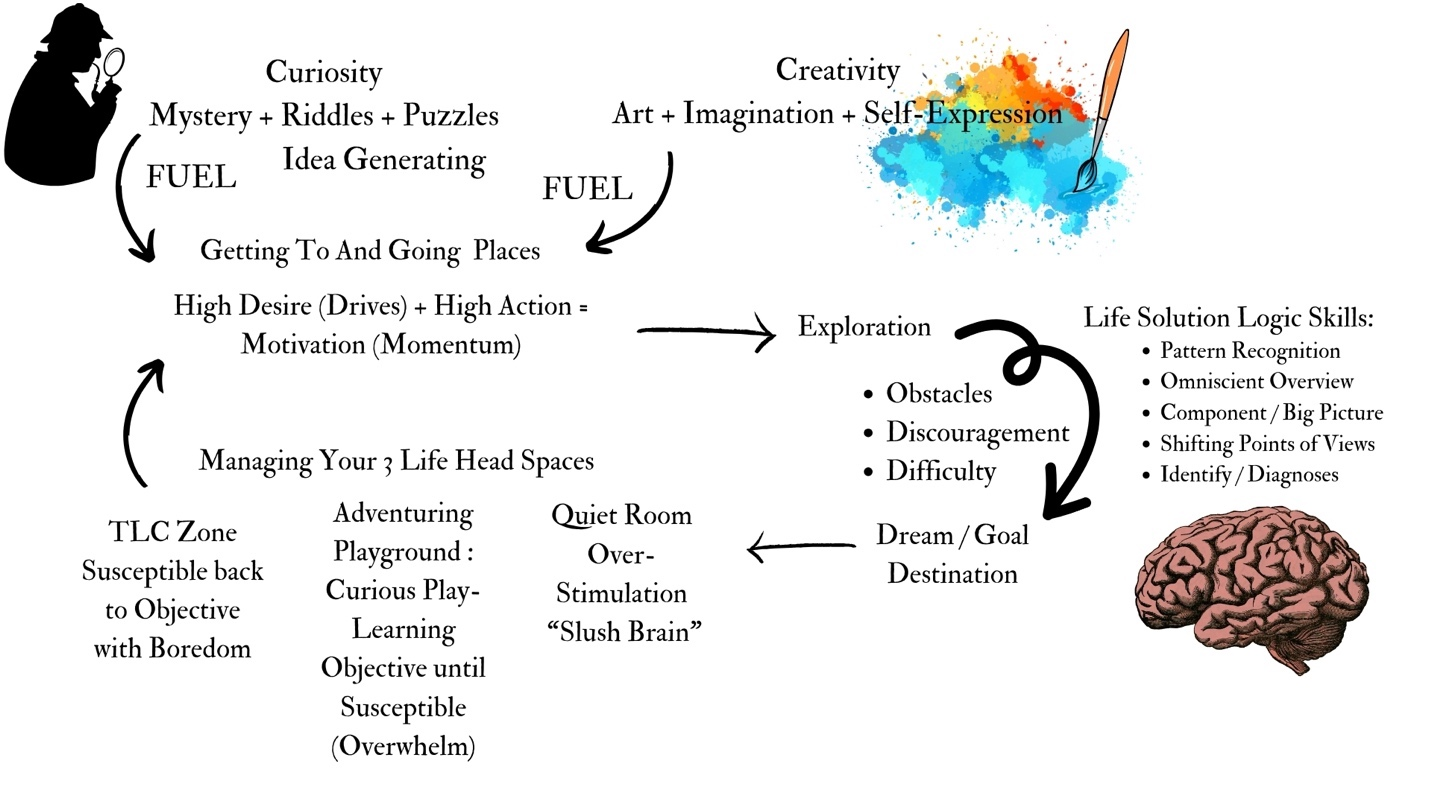 Curiosity
Mystery + Riddles + Puzzles
Idea Generating
FUEL
Creativity
Art + Imagination + Self-Expression
FUEL
Getting To And Going Places
High Desire (Drives) + High Action =
Motivation (Momentum)
Exploration
• Obstacles
• Discouragement
• Difficulty
Life Solution Logic Skills:
• Pattern Recognition
• Omniscient Overview
• Component / Big Picture
• Shifting Points of Views
• Identify / Diagnoses
Dream / Goal
Destination
Managing Your 3 Life Head Spaces
TLC Zone
Susceptible back
to Objective
with Boredom
Adventuring
Playground :
Curious Play-
Learning
Objective until
Susceptible
(Overwhelm)
Quiet Room
Over-
Stimulation
“Slush Brain”